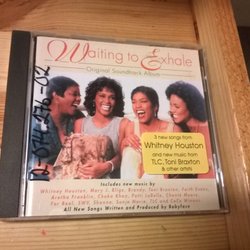 Waiting to Exhale
Original Soundtrack Album
3 new songs from
Whitney Houston
and new music from
TLC, Toni Braxton
& other artists
Includes new music by
Whitney Houston, Mary J. Blige, Brandy, Toni Braxton, Faith Evans,
Aretha Franklin, Chaka Khan, Patti LaBelle, Chanté Moore,
For Real, SWV, Shanna, Sonja Marie, TLC and CeCe Winans
All New Songs Written and Produced by Babyface